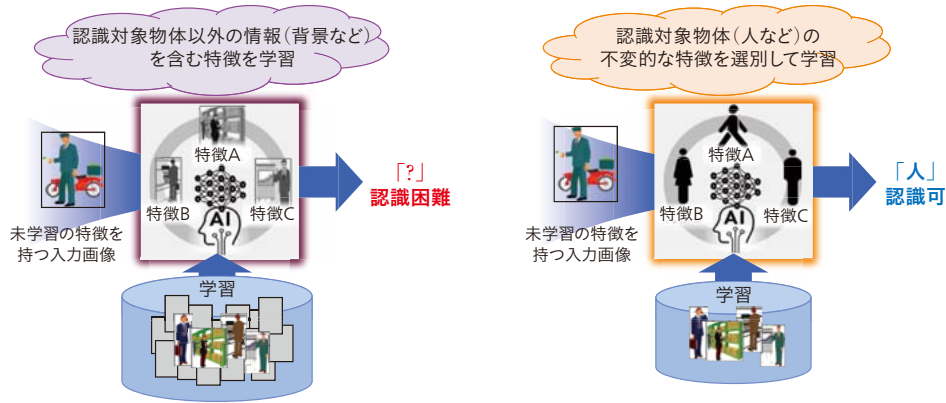 認識対象物体以外の情報(背景など)
を含む特徴を学習
特徴A
特徴B
特徴C
AI
未学習の特徴を
持つ入力画像
「?」
認識困難
学習
認識対象物体(人など)の
不変的な特徴を選別して学習
特徴A
特徴B
特徴C
AI
未学習の特徴を
持つ入力画像
「人」
認識可
学習